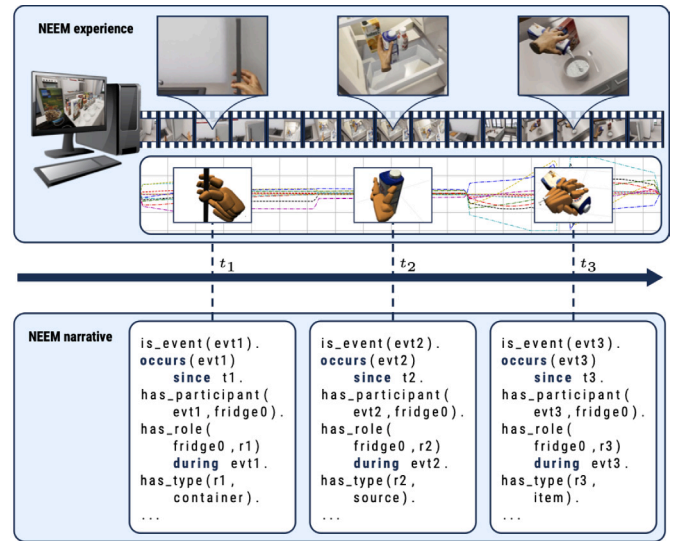 NEEM experience
t1
t2
t3
NEEM narrative
is_event(evt1).
occurs(evt1)
since t1.
has_participant(
evt1,fridge0).
has_role(
fridge0,r1)
during evt1.
has_type(r1,
container).
...
is_event(evt2).
occurs(evt2)
since t2.
has_participant(
evt2,fridge0).
has_role(
fridge0,r2)
during evt2.
has_type(r2,
source).
...
is_event(evt3).
occurs(evt3)
since t3.
has_participant(
evt3,fridge0).
has_role(
fridge0,r3)
during evt3.
has_type(r3,
item).
...